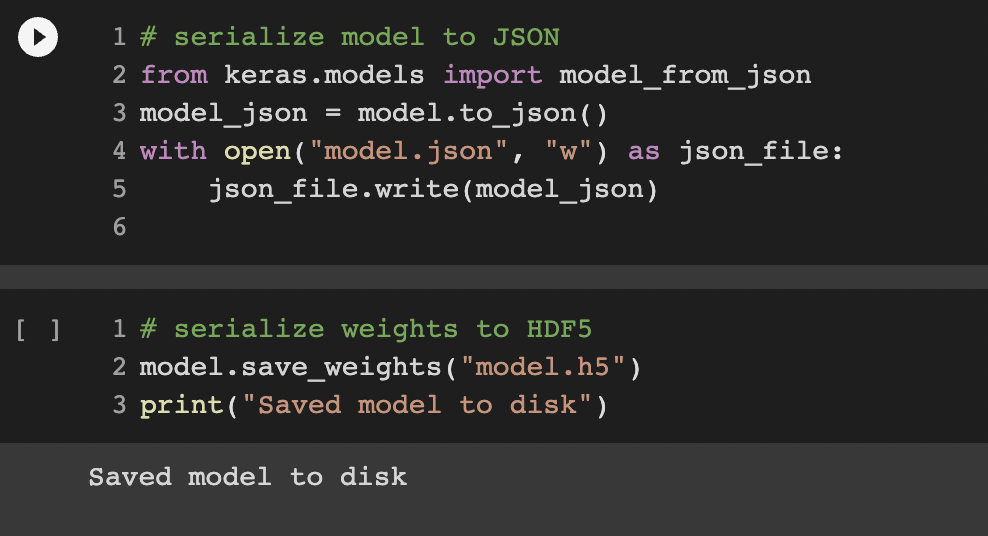 1 # serialize model to JSON
2 from keras.models import model_from_json
3 model_json = model.to_json()
4 with open("model.json", "w") as json_file:
5     json_file.write(model_json)
6
[ ] 1 # serialize weights to HDF5
2 model.save_weights("model.h5")
3 print("Saved model to disk")
Saved model to disk